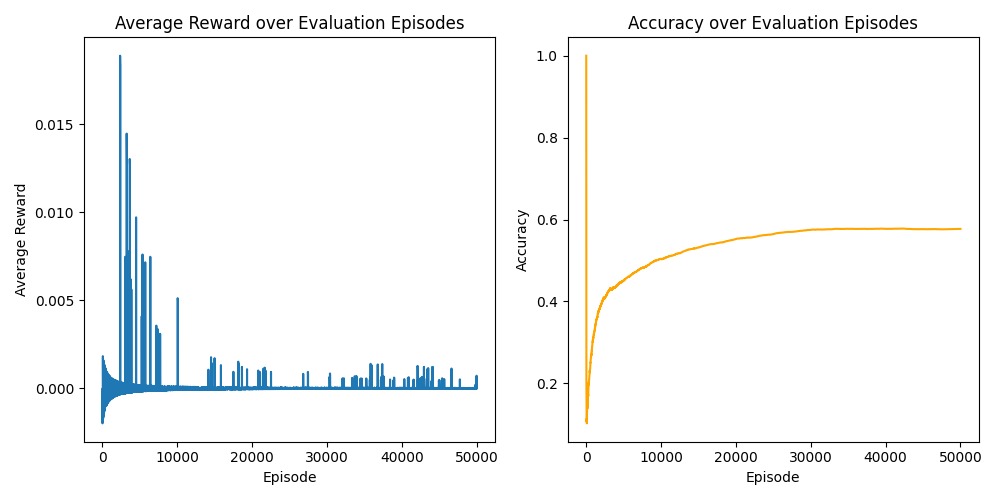 Average Reward over Evaluation Episodes
Average Reward
0.015
0.010
0.005
0.000
0 10000 20000 30000 40000 50000
Episode
Accuracy over Evaluation Episodes
Accuracy
1.0
0.8
0.6
0.4
0.2
0 10000 20000 30000 40000 50000
Episode